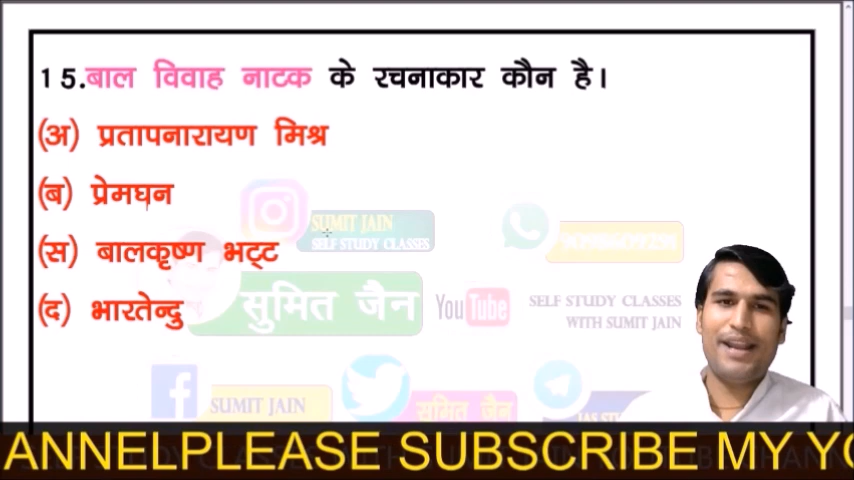 15.बाल विवाह नाटक के रचनाकार कौन है।
(अ) प्रतापनारायण मिश्र
(ब) प्रेमघन
(स) बालकृष्ण भट्ट
(द) भारतेन्दु
SUMIT JAIN
SELF STUDY CLASSES
सुमित जैन
YouTube
SELF STUDY CLASSES
WITH SUMIT JAIN
SUMIT JAIN
सुमित जैन
ANNELPLEASE SUBSCRIBE MY YO